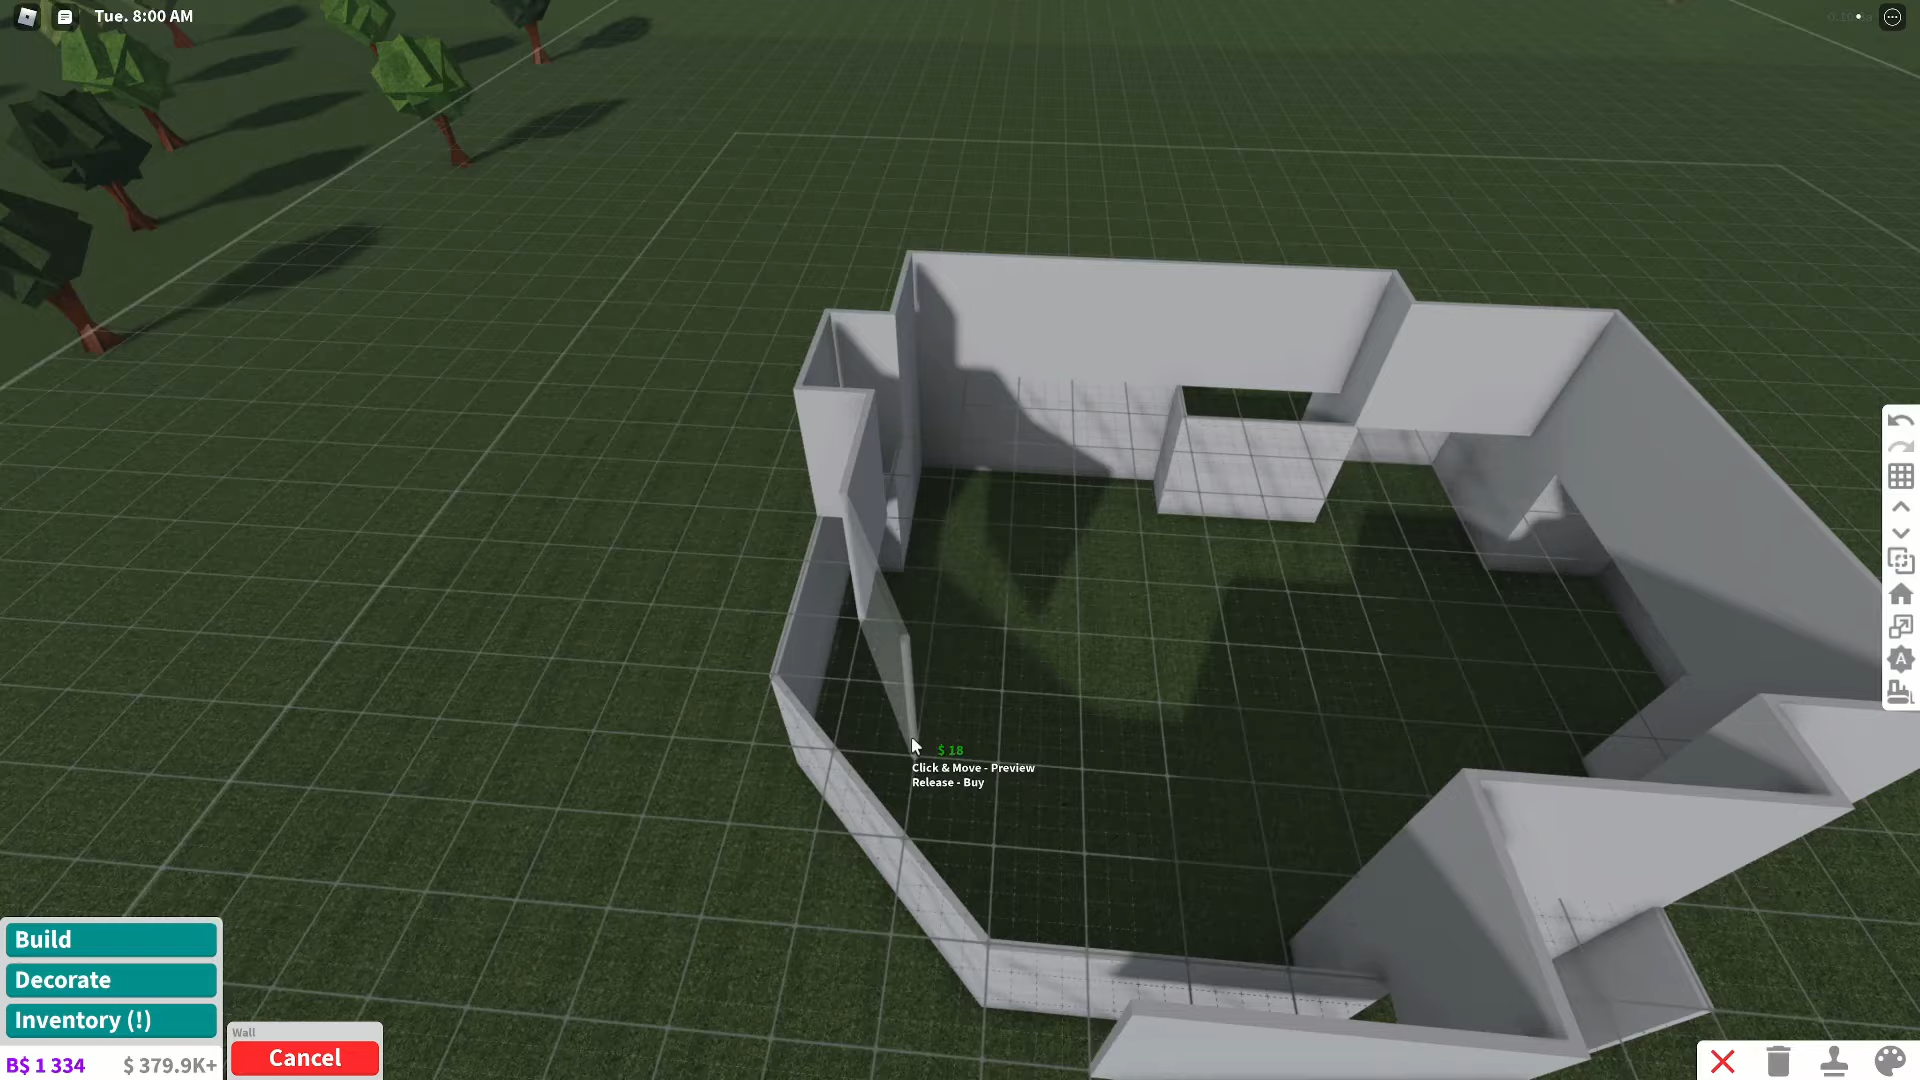 Tue. 8:00 AM
$ 18
Click & Move - Preview
Release - Buy
A
Build
Decorate
Inventory (!)
Wall
Cancel
B$ 1 334
$ 379.9K+